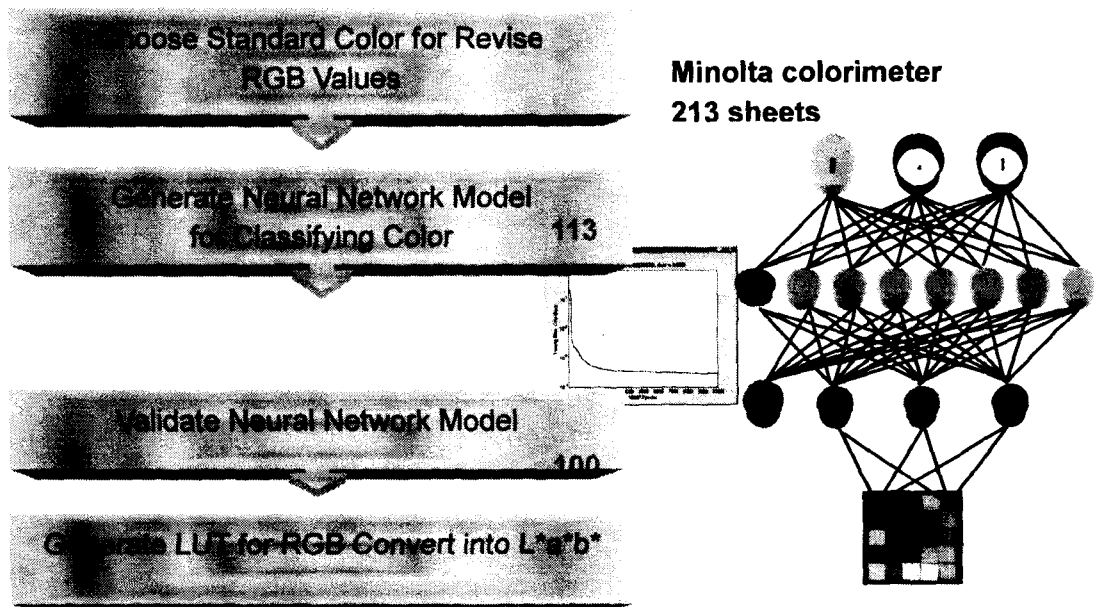 Choose Standard Color for Revise
RGB Values
Minolta colorimeter
213 sheets
Generate Neural Network Model
for Classifying Color
113
Validate Neural Network Model
100
Generate LUT for RGB Convert into L*a*b*